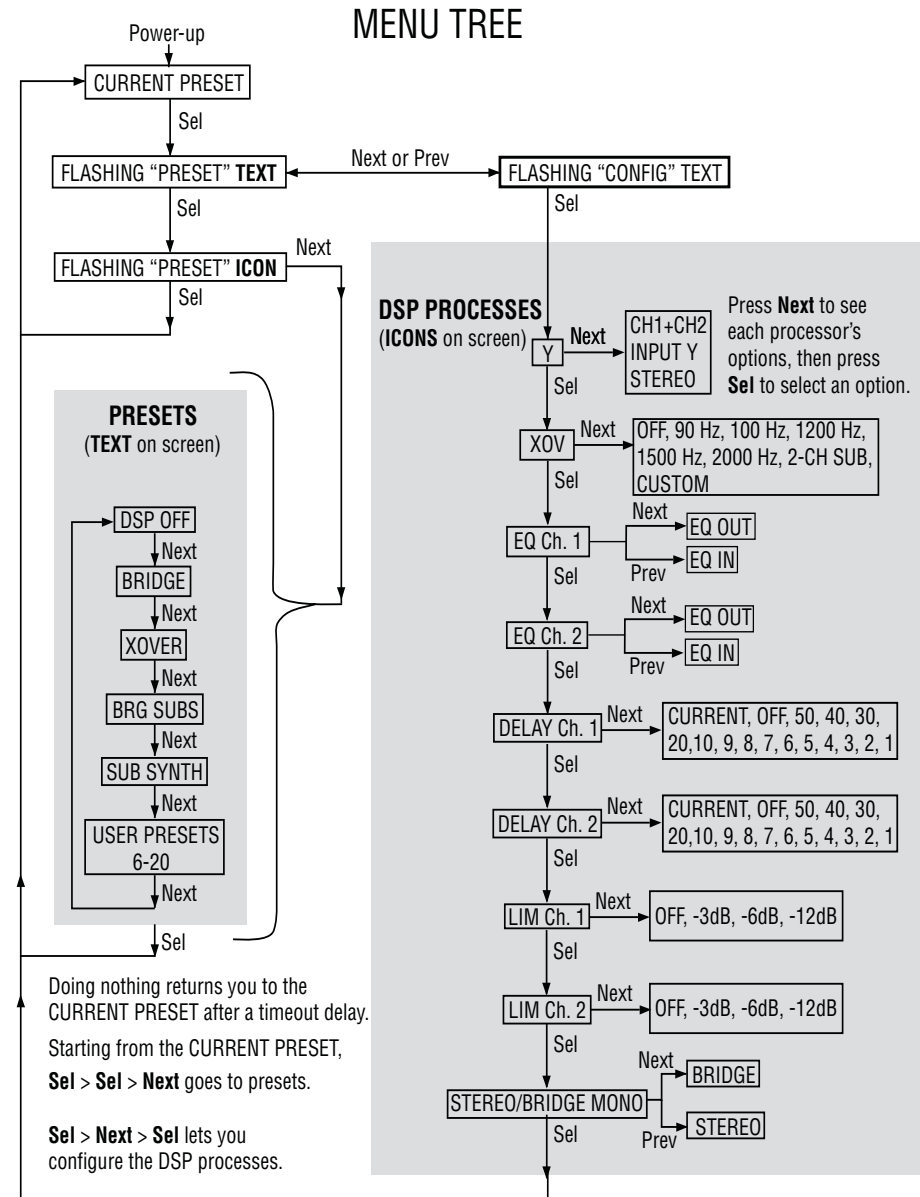 MENU TREE
Power-up
CURRENT PRESET
Sel
FLASHING “PRESET” TEXT
Next or Prev
FLASHING “CONFIG” TEXT
Sel
Sel
FLASHING “PRESET” ICON
Next
Sel
PRESETS
(TEXT on screen)
DSP OFF
Next
BRIDGE
Next
XOVER
Next
BRG SUBS
Next
SUB SYNTH
Next
USER PRESETS
6-20
Next
Sel
Doing nothing returns you to the
CURRENT PRESET after a timeout delay.
Starting from the CURRENT PRESET,
Sel > Sel > Next goes to presets.
Sel > Next > Sel lets you
configure the DSP processes.
DSP PROCESSES
(ICONS on screen)
Y
Next
CH1+CH2
INPUT Y
STEREO
Press Next to see
each processor’s
options, then press
Sel to select an option.
Sel
XOV
Next
OFF, 90 Hz, 100 Hz, 1200 Hz,
1500 Hz, 2000 Hz, 2-CH SUB,
CUSTOM
Sel
EQ Ch. 1
Next
EQ OUT
Prev
EQ IN
Sel
EQ Ch. 2
Next
EQ OUT
Prev
EQ IN
Sel
DELAY Ch. 1
Next
CURRENT, OFF, 50, 40, 30,
20,10, 9, 8, 7, 6, 5, 4, 3, 2, 1
Sel
DELAY Ch. 2
Next
CURRENT, OFF, 50, 40, 30,
20,10, 9, 8, 7, 6, 5, 4, 3, 2, 1
Sel
LIM Ch. 1
Next
OFF, -3dB, -6dB, -12dB
Sel
LIM Ch. 2
Next
OFF, -3dB, -6dB, -12dB
Sel
STEREO/BRIDGE MONO
Next
BRIDGE
Prev
STEREO
Sel